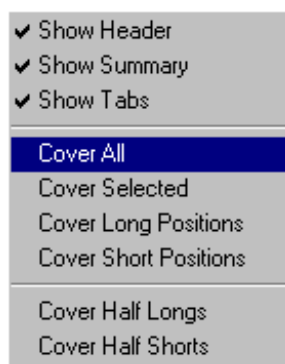 Show Header
Show Summary
Show Tabs
Cover All
Cover Selected
Cover Long Positions
Cover Short Positions
Cover Half Longs
Cover Half Shorts